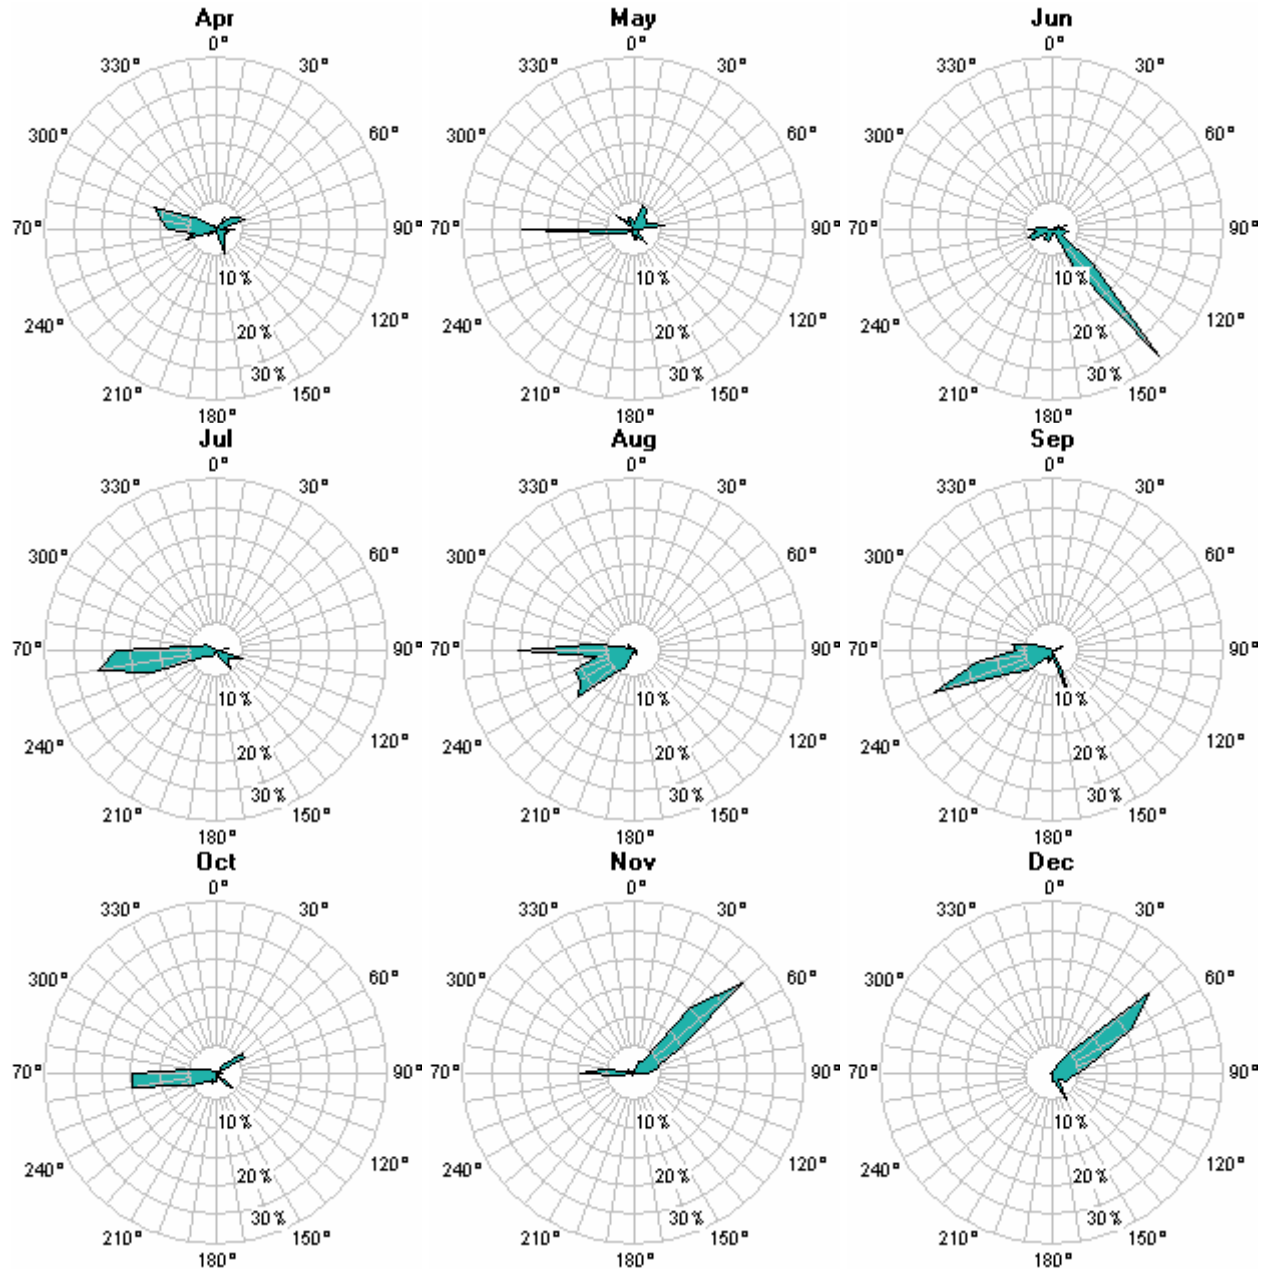 Apr May Jun
0° 0° 0°
330° 30° 330° 30° 330° 30°
300° 60° 300° 60° 300° 60°
70° 90° 70° 90° 70° 90°
10% 10% 10%
240° 120° 240° 120° 240° 120°
20% 20% 20%
30% 30% 30%
210° 150° 210° 150° 210° 150°
180° 180° 180°
Jul Aug Sep
0° 0° 0°
330° 30° 330° 30° 330° 30°
300° 60° 300° 60° 300° 60°
70° 90° 70° 90° 70° 90°
10% 10% 10%
240° 120° 240° 120° 240° 120°
20% 20% 20%
30% 30% 30%
210° 150° 210° 150° 210° 150°
180° 180° 180°
Oct Nov Dec
0° 0° 0°
330° 30° 330° 30° 330° 30°
300° 60° 300° 60° 300° 60°
70° 90° 70° 90° 70° 90°
10% 10% 10%
240° 120° 240° 120° 240° 120°
20% 20% 20%
30% 30% 30%
210° 150° 210° 150° 210° 150°
180° 180° 180°